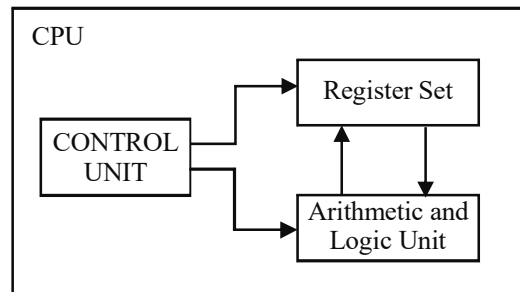 CPU
Register Set
CONTROL
UNIT
Arithmetic and
Logic Unit